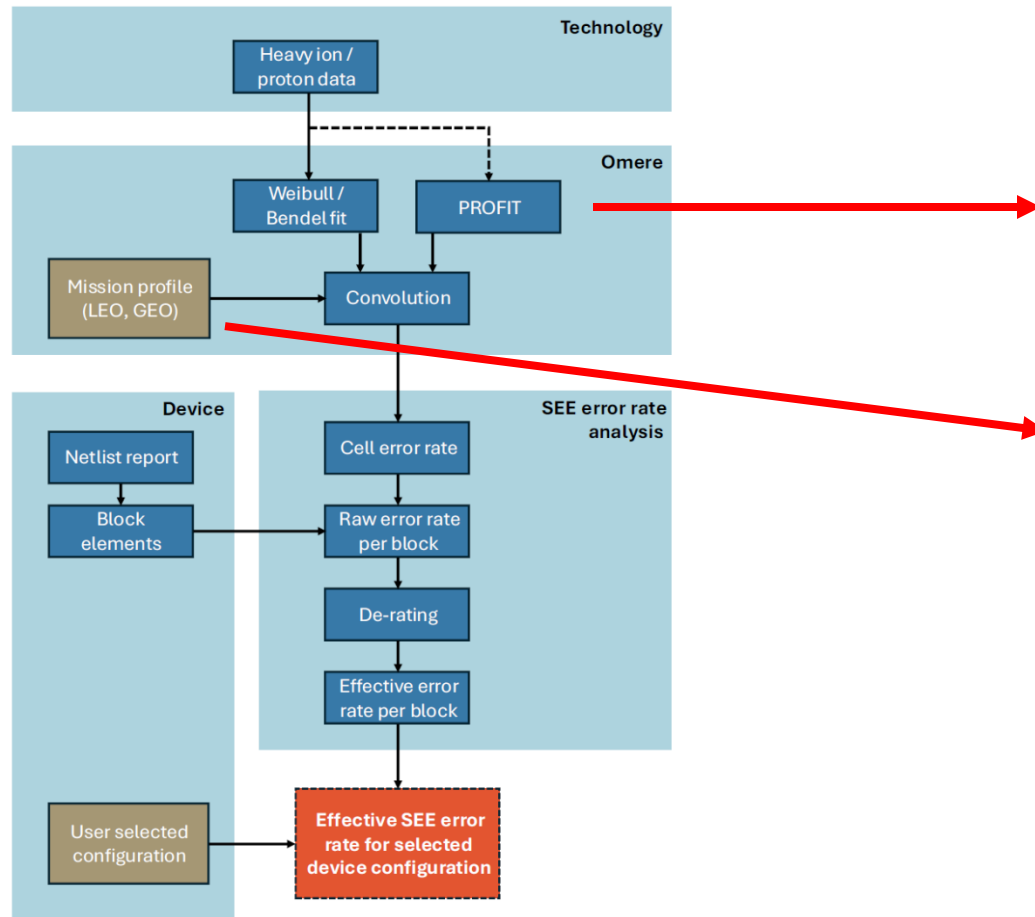 Technology
Heavy ion /
proton data
Omere
Weibull /
Bendel fit
PROFIT
Mission profile
(LEO, GEO)
Convolution
Device
SEE error rate
analysis
Netlist report
Cell error rate
Block
elements
Raw error rate
per block
De-rating
Effective error
rate per block
User selected
configuration
Effective SEE error
rate for selected
device configuration